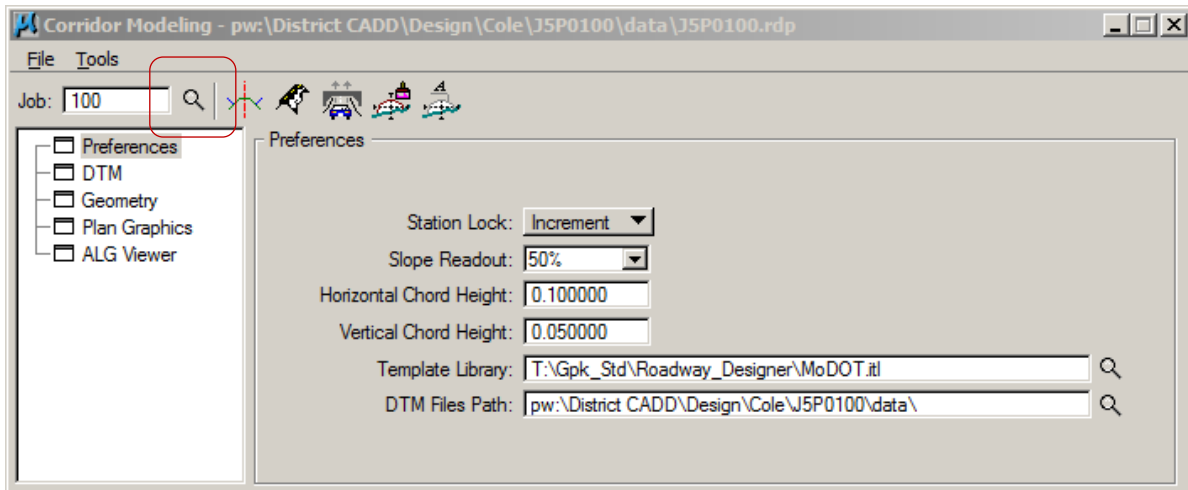 Corridor Modeling - pw:\District CADD\Design\Cole\J5P0100\data\J5P0100.rdp
File Tools
Job: 100
Preferences
DTM
Geometry
Plan Graphics
ALG Viewer
Preferences
Station Lock: Increment
Slope Readout: 50%
Horizontal Chord Height: 0.100000
Vertical Chord Height: 0.050000
Template Library: T:\Gpk_Std\Roadway_Designer\MoDOT.itl
DTM Files Path: pw:\District CADD\Design\Cole\J5P0100\data\